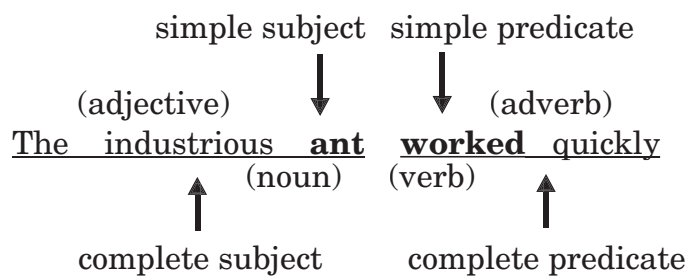 simple subject simple predicate
(adjective) (adverb)
The industrious ant worked quickly
(noun) (verb)
complete subject complete predicate